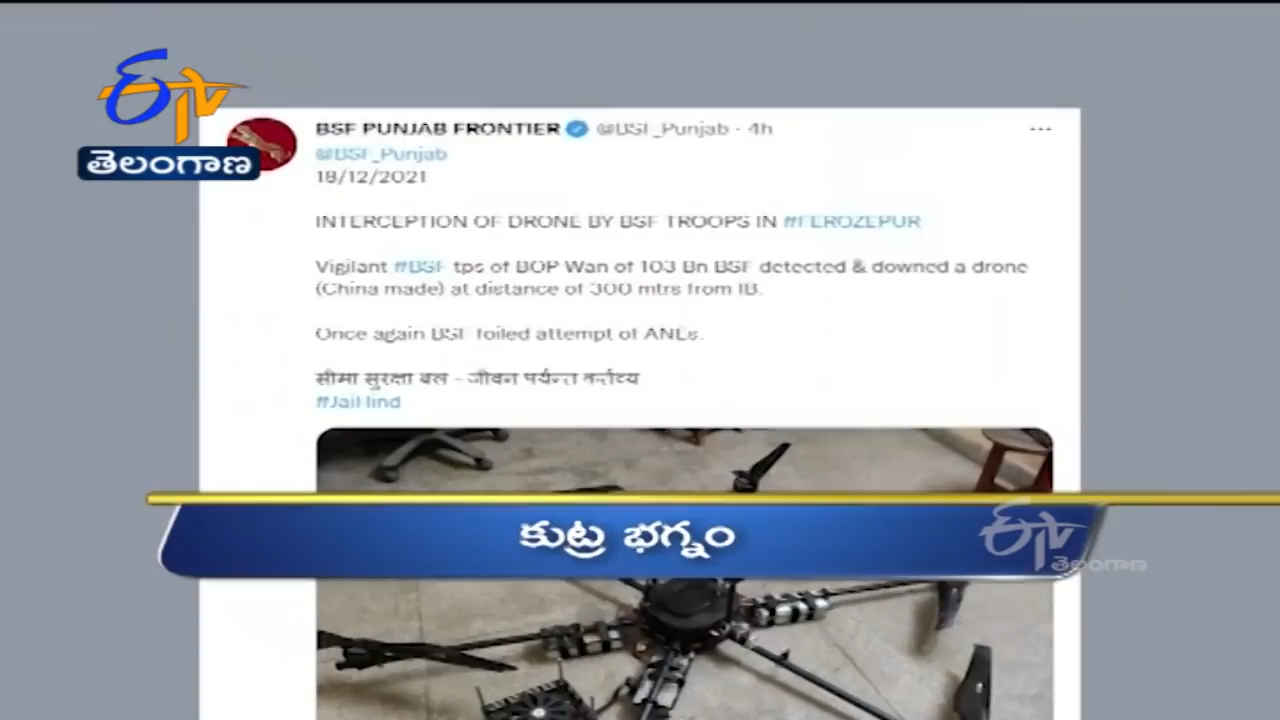 ETV
తెలంగాణ
BSF PUNJAB FRONTIER @BSF_Punjab · 4h
@BSF_Punjab
18/12/2021
INTERCEPTION OF DRONE BY BSF TROOPS IN #FEROZEPUR
Vigilant #BSF tps of BOP Wan of 103 Bn BSF detected & downed a drone
(China made) at distance of 300 mtrs from IB.
Once again BSF foiled attempt of ANEs.
सीमा सुरक्षा बल - जीवन पर्यन्त कर्तव्य
#JaiHind
కుట్ర భగ్నం
ETV
తెలంగాణ